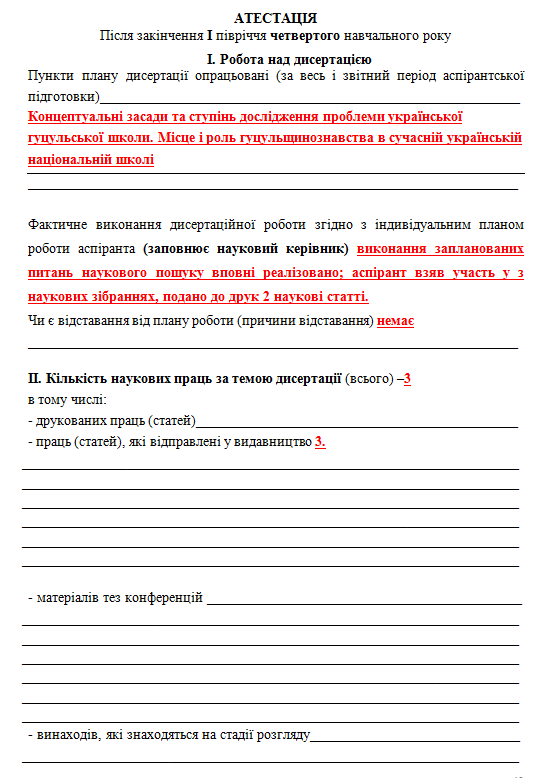 АТЕСТАЦІЯ
Після закінчення І півріччя четвертого навчального року
І. Робота над дисертацією
Пункти плану дисертації опрацьовані (за весь і звітний період аспірантської
підготовки)
Концептуальні засади та ступінь дослідження проблеми української
гуцульської школи. Місце і роль гуцульщинознавства в сучасній українській
національній школі
Фактичне виконання дисертаційної роботи згідно з індивідуальним планом
роботи аспіранта (заповнює науковий керівник) виконання запланованих
питань наукового пошуку вповні реалізовано; аспірант взяв участь у з
наукових зібраннях, подано до друк 2 наукові статті.
Чи є відставання від плану роботи (причини відставання) немає
ІІ. Кількість наукових праць за темою дисертації (всього) –3
в тому числі:
- друкованих праць (статей)
- праць (статей), які відправлені у видавництво 3.
- матеріалів тез конференцій
- винаходів, які знаходяться на стадії розгляду